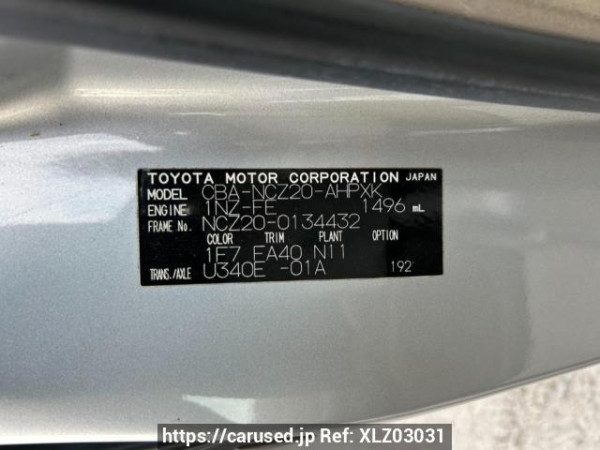 TOYOTA MOTOR CORPORATION JAPAN
MODEL CBA-NCZ20-AHPXK
ENGINE 1NZ-FE 1496 mL
FRAME No. NCZ20-0134432
COLOR TRIM PLANT OPTION
1E7 EA40 N11
TRANS./AXLE U340E -01A 192
https://carused.jp Ref: XLZ03031